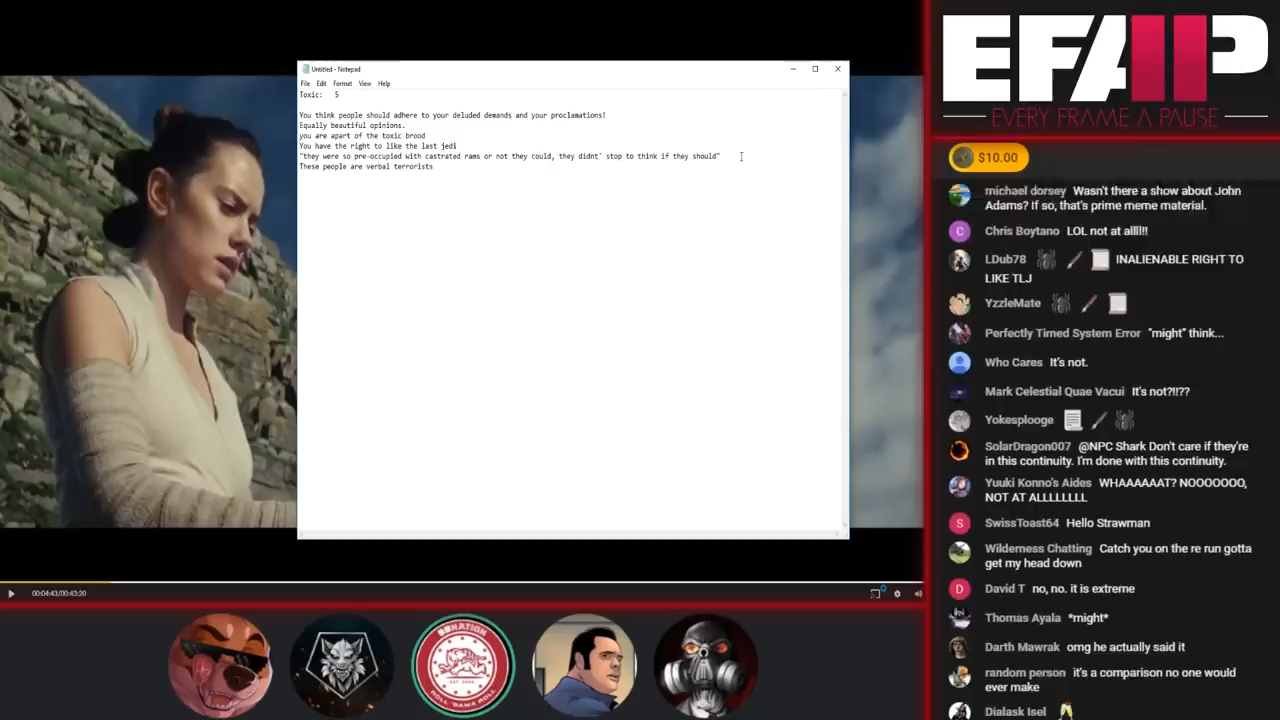 Untitled - Notepad
File Edit Format View Help
Toxic: 5
You think people should adhere to your deluded demands and your proclamations!
Equally beautiful opinions.
you are apart of the toxic brood
You have the right to like the last jedi
"they were so pre-occupied with castrated rams or not they could, they didnt' stop to think if they should"
These people are verbal terrorists
00:04:43/00:43:20
BUNATION
ROLL 'DAMA ROLL
EFAP
EVERY FRAME A PAUSE
$10.00
michael dorsey Wasn't there a show about John
Adams? If so, that's prime meme material.
Chris Boytano LOL not at allll!!
LDub78 🕷 🖌 📜 INALIENABLE RIGHT TO
LIKE TLJ
YzzleMate 🕷 🖌 📜
Perfectly Timed System Error "might" think...
Who Cares It's not.
Mark Celestial Quae Vacui It's not?!!??
Yokesplooge 📜 🖌 🕷
SolarDragon007 @NPC Shark Don't care if they're
in this continuity. I'm done with this continuity.
Yuuki Konno's Aides WHAAAAAT? NOOOOOO,
NOT AT ALLLLLLLL
SwissToast64 Hello Strawman
Wilderness Chatting Catch you on the re run gotta
get my head down
David T no, no. it is extreme
Thomas Ayala *might*
Darth Mawrak omg he actually said it
random person it's a comparison no one would
ever make
Dialask Isel